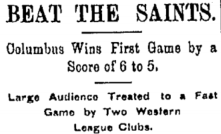 BEAT THE SAINTS.
Columbus Wins First Game by a
Score of 6 to 5.
Large Audience Treated to a Fast
Game by Two Western
League Clubs.